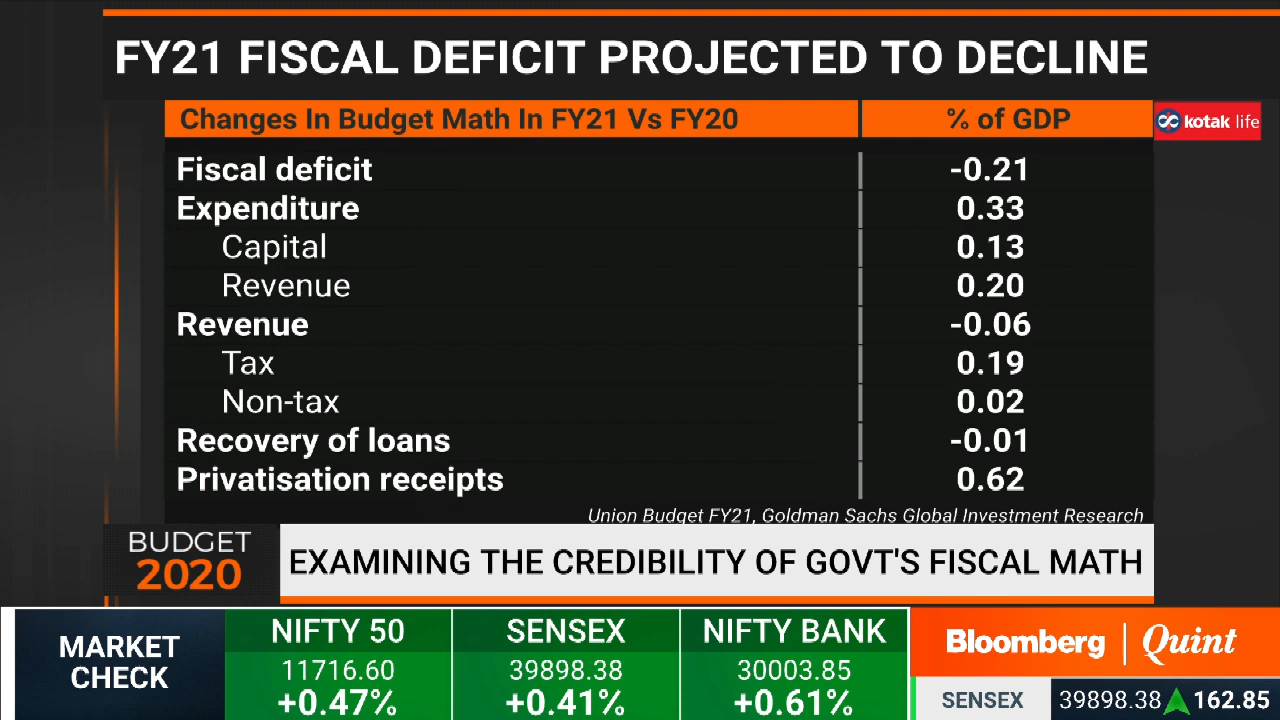 FY21 FISCAL DEFICIT PROJECTED TO DECLINE
Changes In Budget Math In FY21 Vs FY20 % of GDP
kotak life
Fiscal deficit -0.21
Expenditure 0.33
Capital 0.13
Revenue 0.20
Revenue -0.06
Tax 0.19
Non-tax 0.02
Recovery of loans -0.01
Privatisation receipts 0.62
Union Budget FY21, Goldman Sachs Global Investment Research
BUDGET
2020
EXAMINING THE CREDIBILITY OF GOVT'S FISCAL MATH
MARKET
CHECK
NIFTY 50
11716.60
+0.47%
SENSEX
39898.38
+0.41%
NIFTY BANK
30003.85
+0.61%
Bloomberg | Quint
SENSEX 39898.38 162.85